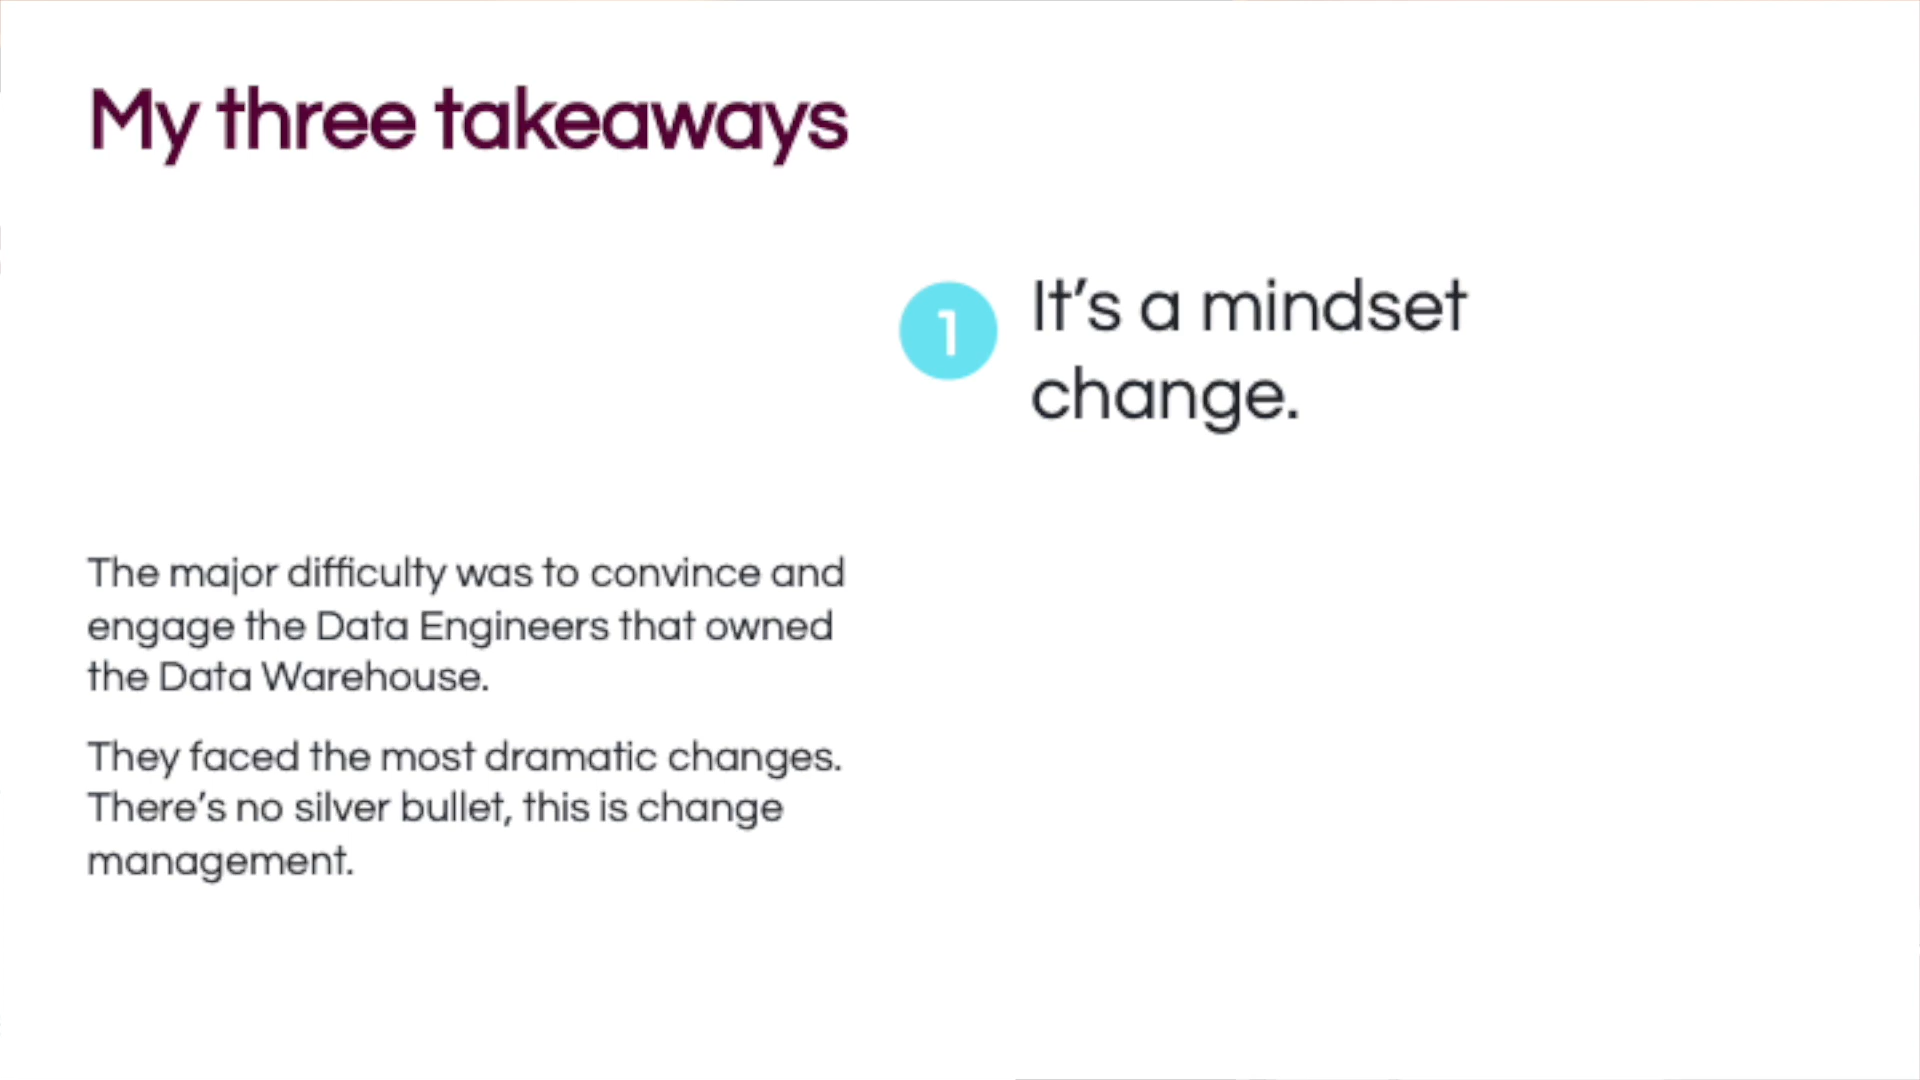 My three takeaways
1
It’s a mindset
change.
The major difficulty was to convince and
engage the Data Engineers that owned
the Data Warehouse.
They faced the most dramatic changes.
There’s no silver bullet, this is change
management.